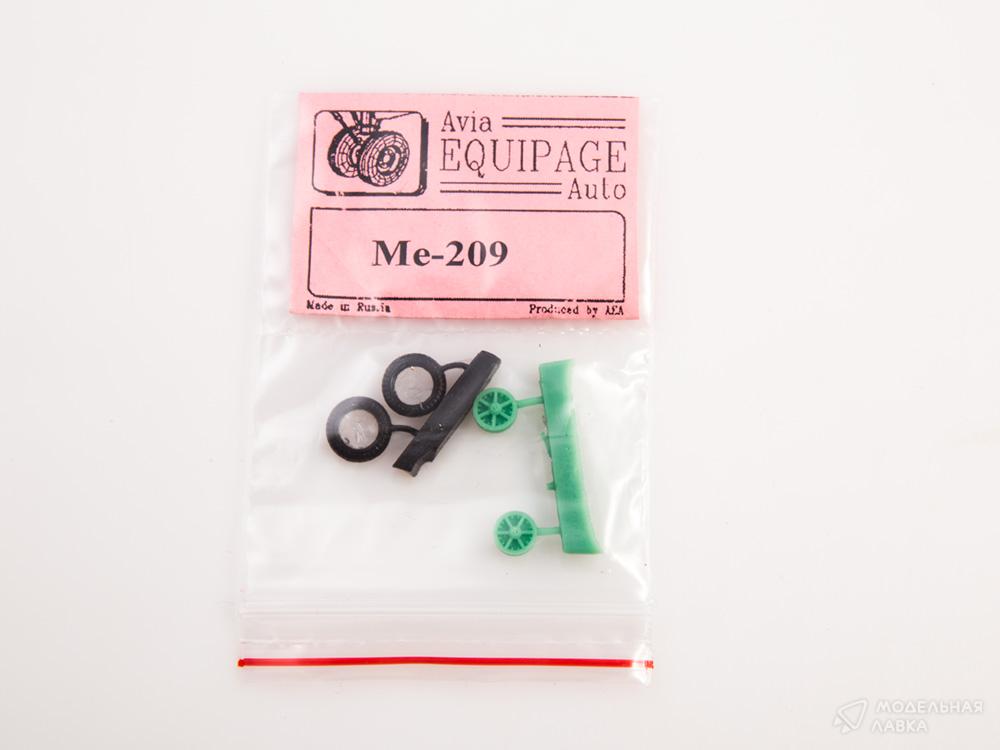 Avia
EQUIPAGE
Auto
Me-209
Made in Russia
Produced by AEA
МОДЕЛЬНАЯ
ЛАВКА